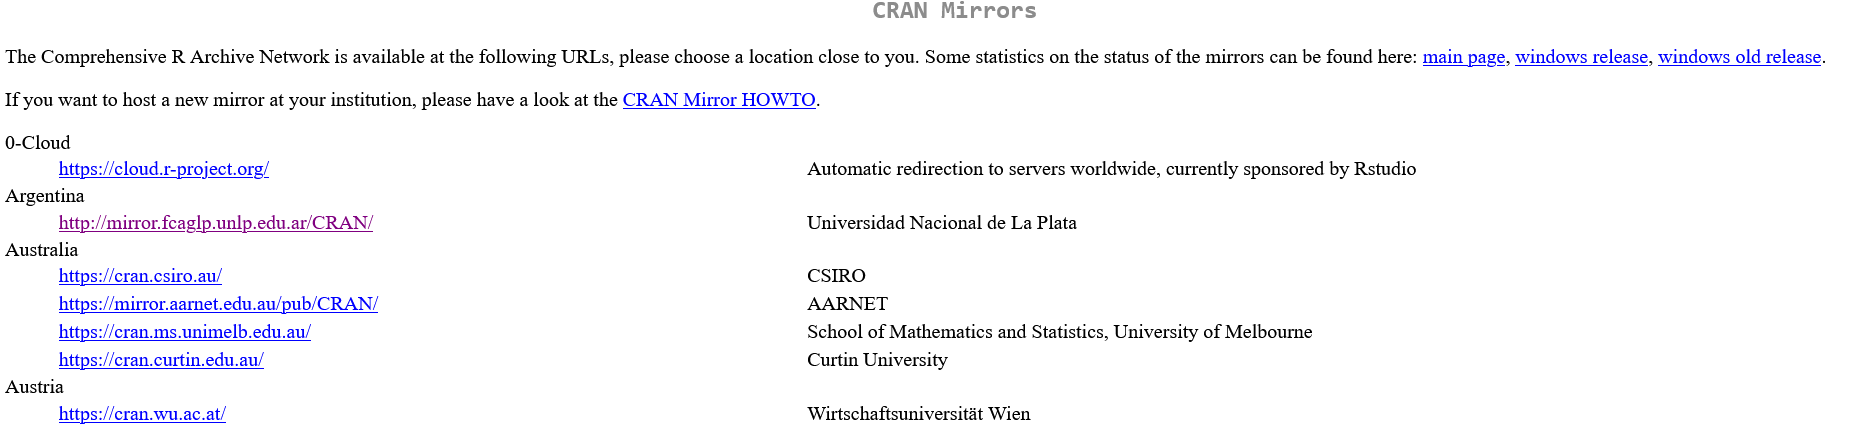 CRAN Mirrors
The Comprehensive R Archive Network is available at the following URLs, please choose a location close to you. Some statistics on the status of the mirrors can be found here: main page, windows release, windows old release.
If you want to host a new mirror at your institution, please have a look at the CRAN Mirror HOWTO.
0-Cloud
https://cloud.r-project.org/ Automatic redirection to servers worldwide, currently sponsored by Rstudio
Argentina
http://mirror.fcaglp.unlp.edu.ar/CRAN/ Universidad Nacional de La Plata
Australia
https://cran.csiro.au/ CSIRO
https://mirror.aarnet.edu.au/pub/CRAN/ AARNET
https://cran.ms.unimelb.edu.au/ School of Mathematics and Statistics, University of Melbourne
https://cran.curtin.edu.au/ Curtin University
Austria
https://cran.wu.ac.at/ Wirtschaftsuniversität Wien